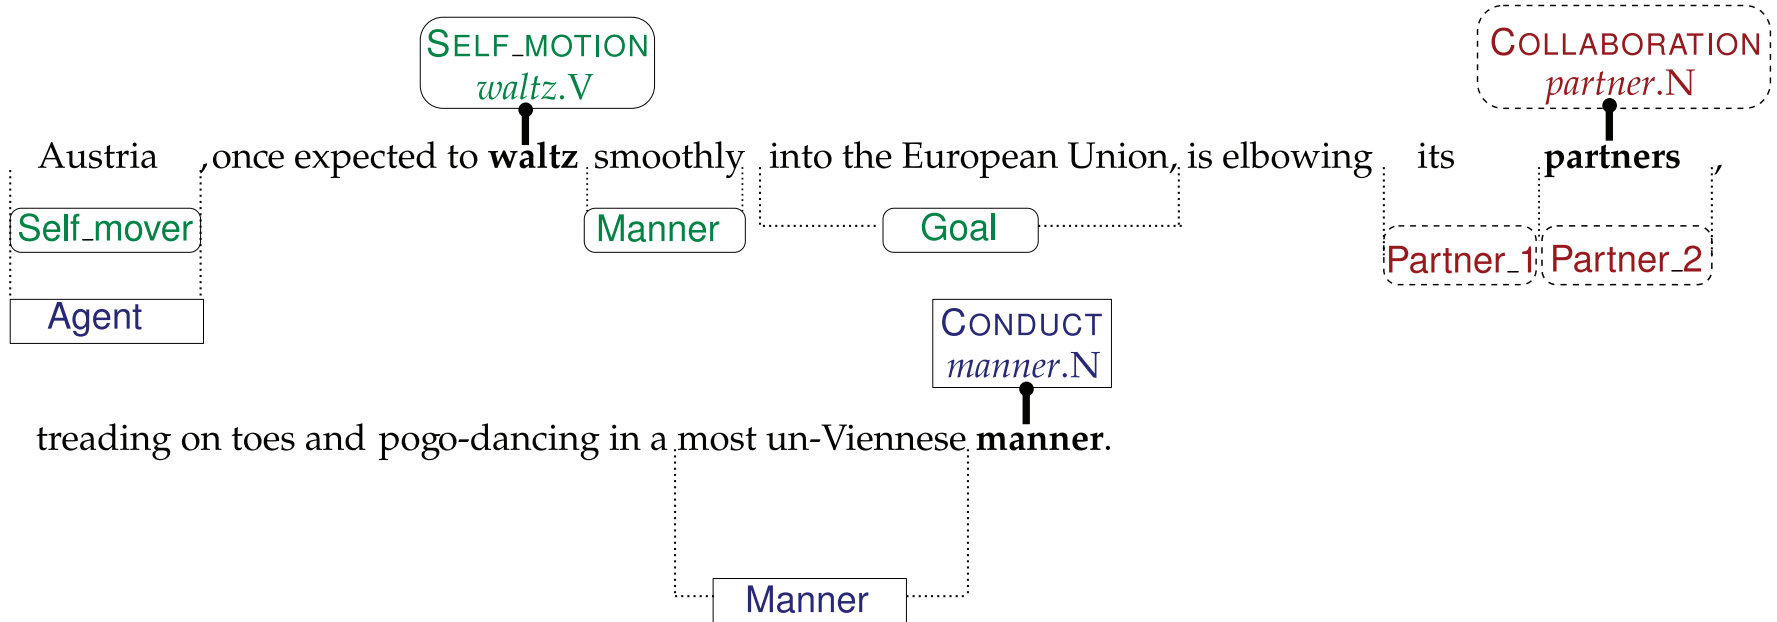 SELF_MOTION COLLABORATION
waltz.V partner.N
Austria , once expected to waltz smoothly into the European Union, is elbowing its partners ,
Self_mover Manner Goal Partner_1 Partner_2
Agent CONDUCT
manner.N
treading on toes and pogo-dancing in a most un-Viennese manner.
Manner